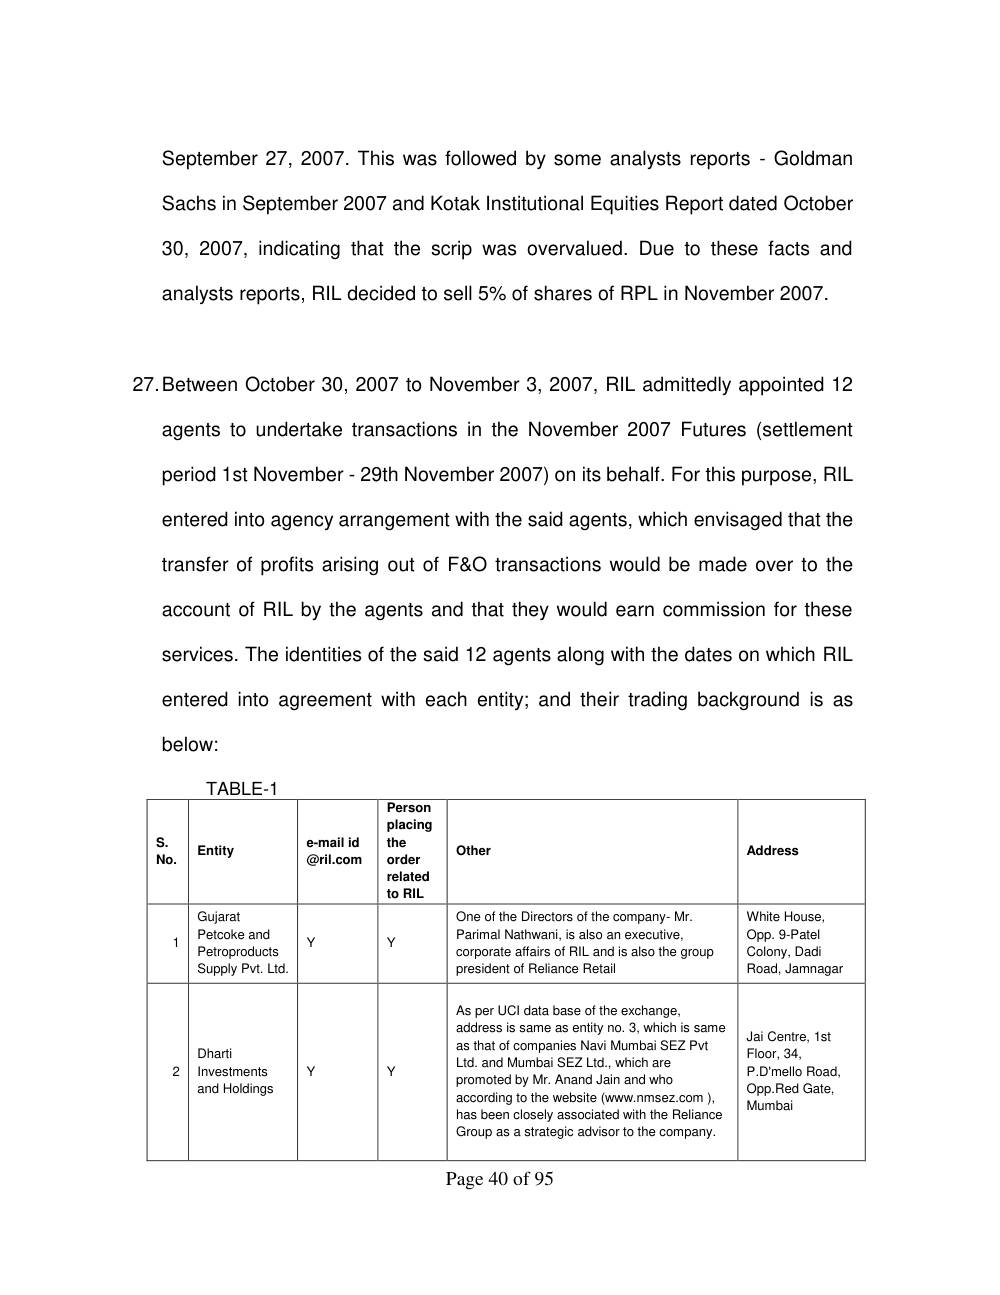 September 27, 2007. This was followed by some analysts reports - Goldman
Sachs in September 2007 and Kotak Institutional Equities Report dated October
30, 2007, indicating that the scrip was overvalued. Due to these facts and
analysts reports, RIL decided to sell 5% of shares of RPL in November 2007.
27. Between October 30, 2007 to November 3, 2007, RIL admittedly appointed 12
agents to undertake transactions in the November 2007 Futures (settlement
period 1st November - 29th November 2007) on its behalf. For this purpose, RIL
entered into agency arrangement with the said agents, which envisaged that the
transfer of profits arising out of F&O transactions would be made over to the
account of RIL by the agents and that they would earn commission for these
services. The identities of the said 12 agents along with the dates on which RIL
entered into agreement with each entity; and their trading background is as
below:
TABLE-1
S.
No.
Entity
e-mail id
@ril.com
Person
placing
the
order
related
to RIL
Other
Address
1
Gujarat
Petcoke and
Petroproducts
Supply Pvt. Ltd.
Y
Y
One of the Directors of the company- Mr.
Parimal Nathwani, is also an executive,
corporate affairs of RIL and is also the group
president of Reliance Retail
White House,
Opp. 9-Patel
Colony, Dadi
Road, Jamnagar
2
Dharti
Investments
and Holdings
Y
Y
As per UCI data base of the exchange,
address is same as entity no. 3, which is same
as that of companies Navi Mumbai SEZ Pvt
Ltd. and Mumbai SEZ Ltd., which are
promoted by Mr. Anand Jain and who
according to the website (www.nmsez.com ),
has been closely associated with the Reliance
Group as a strategic advisor to the company.
Jai Centre, 1st
Floor, 34,
P.D'mello Road,
Opp.Red Gate,
Mumbai
Page 40 of 95